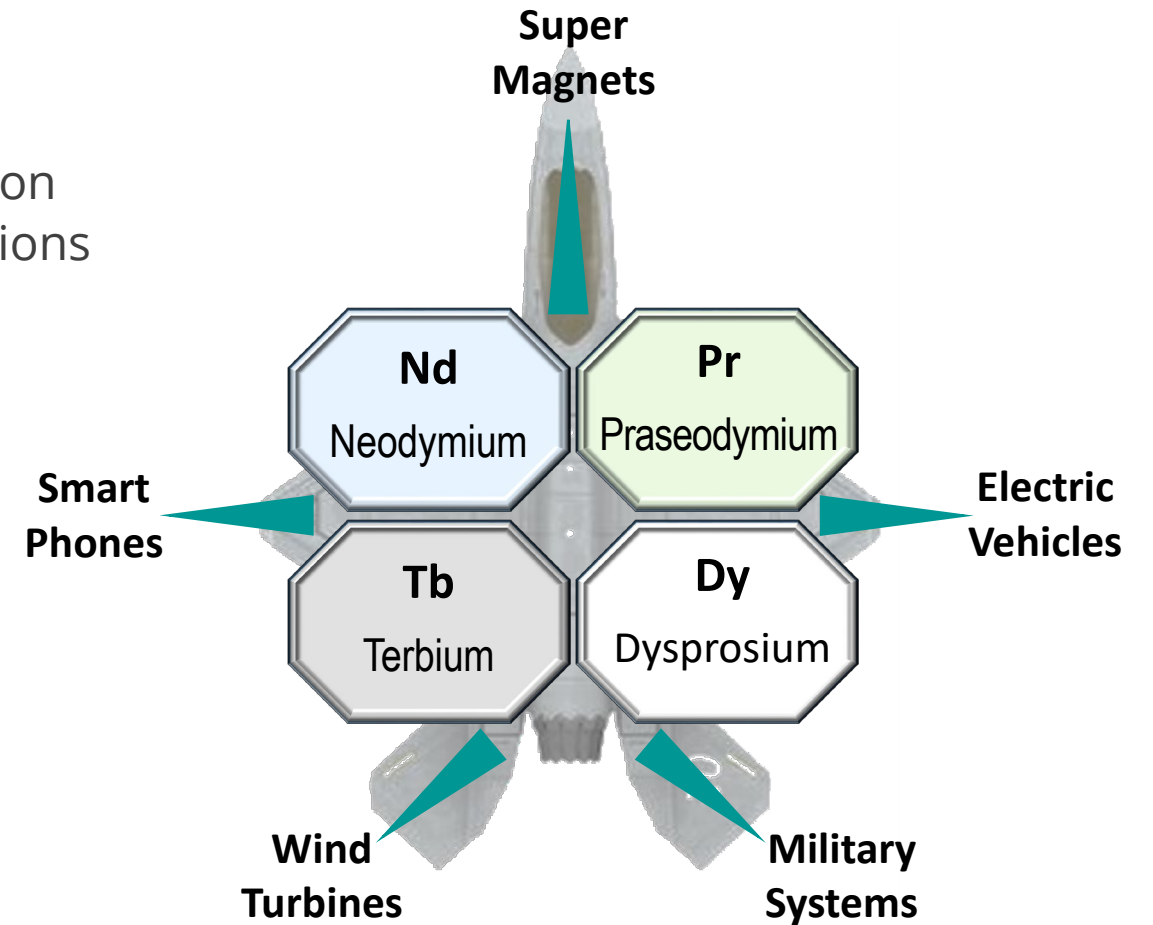 Super
Magnets
on
ions
Nd
Neodymium
Pr
Praseodymium
Smart
Phones
Electric
Vehicles
Tb
Terbium
Dy
Dysprosium
Wind
Turbines
Military
Systems